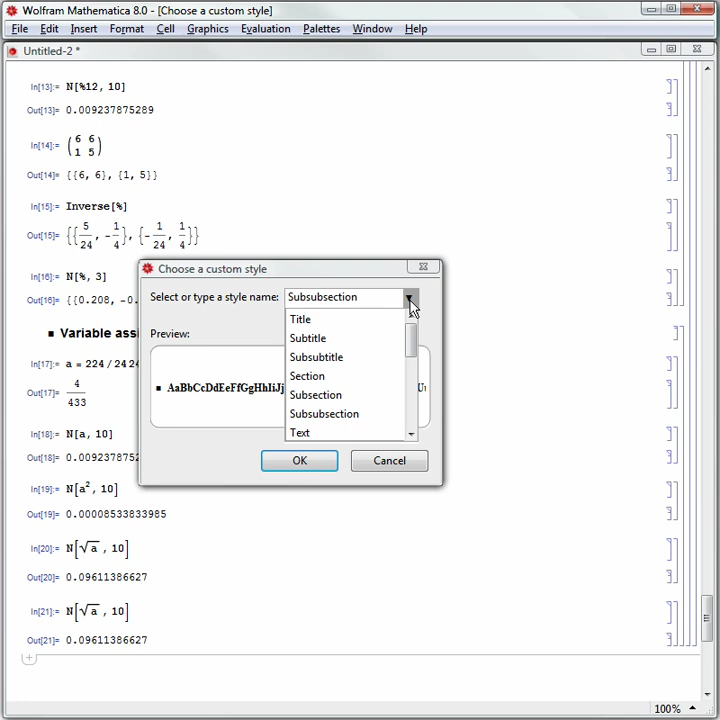 Wolfram Mathematica 8.0 - [Choose a custom style]
File Edit Insert Format Cell Graphics Evaluation Palettes Window Help
Untitled-2 *
In[13]:= N[%12, 10]
Out[13]= 0.009237875289
In[14]:= (6 6
1 5)
Out[14]= {{6, 6}, {1, 5}}
In[15]:= Inverse[%]
Out[15]= {{5/24, -1/4}, {-1/24, 1/4}}
In[16]:= N[%, 3]
Out[16]= {{0.208, -0.
Choose a custom style
Select or type a style name: Subsubsection
Title
Subtitle
Subsubtitle
Section
Subsection
Subsubsection
Text
Preview:
AaBbCcDdEeFfGgHhIiJj
OK Cancel
■ Variable assi
In[17]:= a = 224 / 24 24
Out[17]= 4/433
In[18]:= N[a, 10]
Out[18]= 0.0092378752
In[19]:= N[a², 10]
Out[19]= 0.00008533833985
In[20]:= N[√a, 10]
Out[20]= 0.09611386627
In[21]:= N[√a, 10]
Out[21]= 0.09611386627
100%